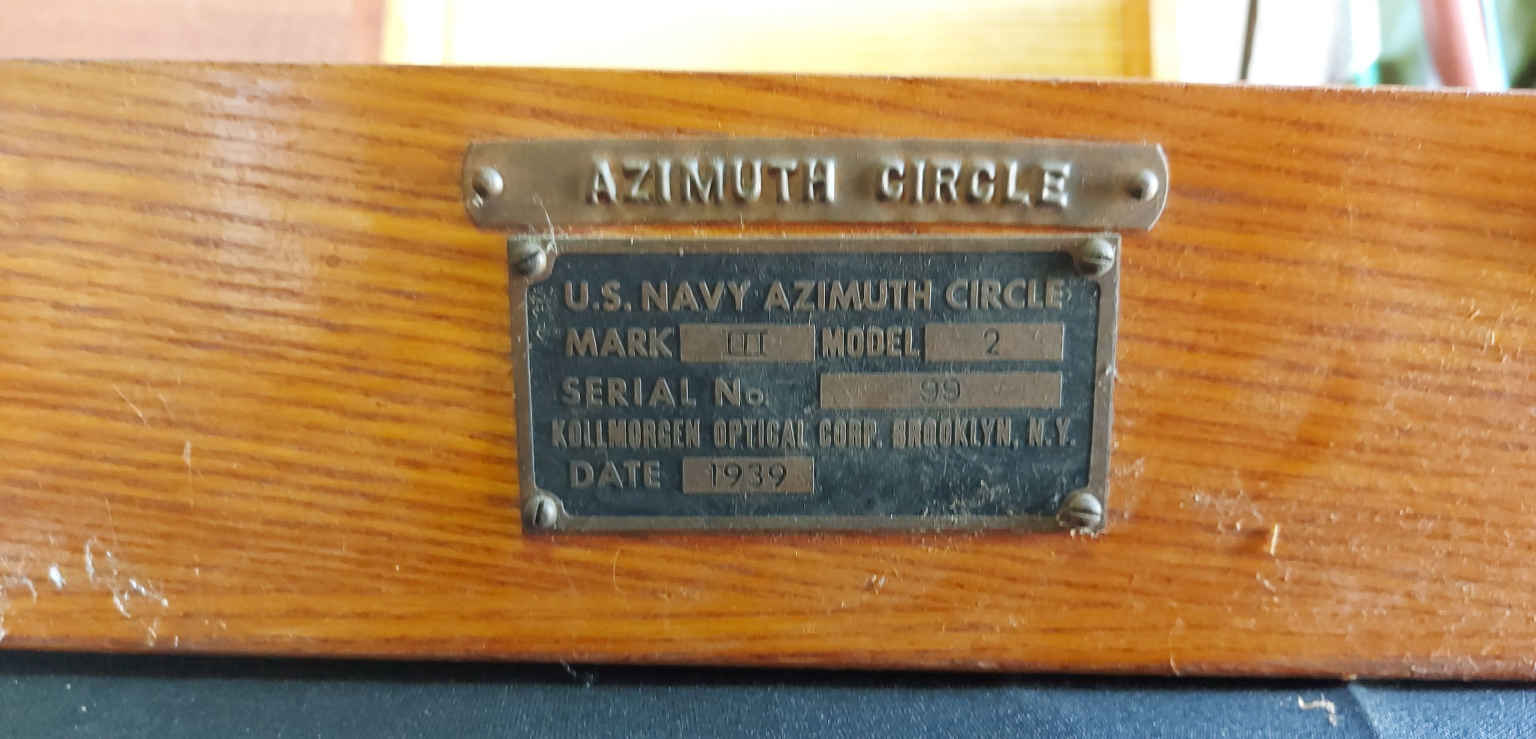 AZIMUTH CIRCLE
U.S. NAVY AZIMUTH CIRCLE
MARK III MODEL 2
SERIAL No. 99
KOLLMORGEN OPTICAL CORP. BROOKLYN, N.Y.
DATE 1939